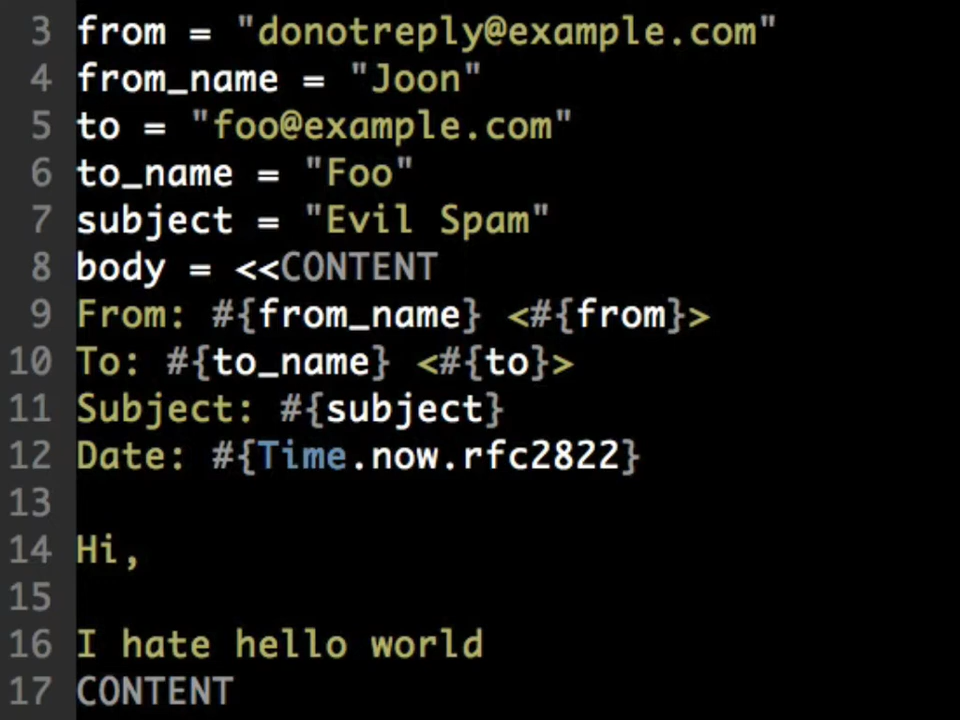 3 from = "donotreply@example.com"
4 from_name = "Joon"
5 to = "foo@example.com"
6 to_name = "Foo"
7 subject = "Evil Spam"
8 body = <<CONTENT
9 From: #{from_name} <#{from}>
10 To: #{to_name} <#{to}>
11 Subject: #{subject}
12 Date: #{Time.now.rfc2822}
13
14 Hi,
15
16 I hate hello world
17 CONTENT